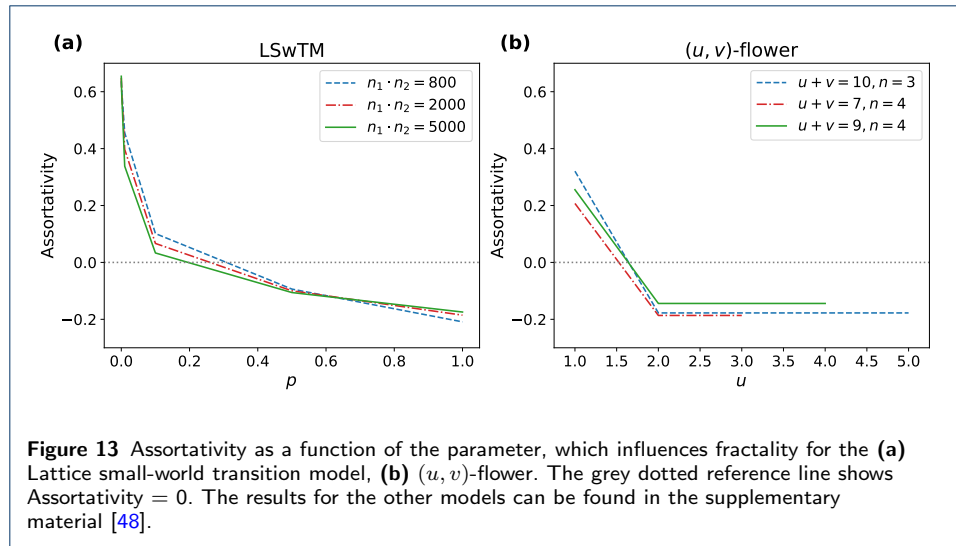 (a)
LSwTM
n₁ · n₂ = 800
n₁ · n₂ = 2000
n₁ · n₂ = 5000
Assortativity
0.6
0.4
0.2
0.0
−0.2
0.0 0.2 0.4 0.6 0.8 1.0
p
(b)
(u, v)-flower
u + v = 10, n = 3
u + v = 7, n = 4
u + v = 9, n = 4
Assortativity
0.6
0.4
0.2
0.0
−0.2
1.0 1.5 2.0 2.5 3.0 3.5 4.0 4.5 5.0
u
Figure 13 Assortativity as a function of the parameter, which influences fractality for the (a)
Lattice small-world transition model, (b) (u, v)-flower. The grey dotted reference line shows
Assortativity = 0. The results for the other models can be found in the supplementary
material [48].